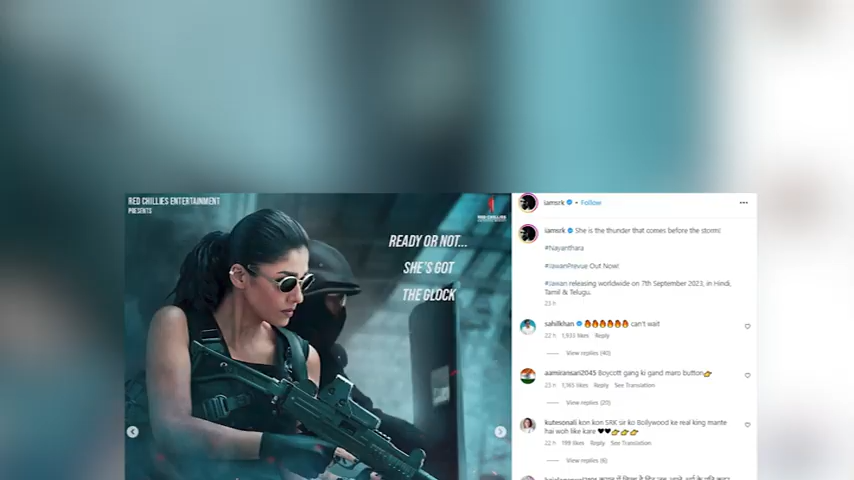 RED CHILLIES ENTERTAINMENT
PRESENTS
RED CHILLIES
READY OR NOT...
SHE'S GOT
THE GLOCK
iamsrk • Follow
iamsrk She is the thunder that comes before the storm!
#Nayanthara
#JawanPrevue Out Now!
#Jawan releasing worldwide on 7th September 2023, in Hindi,
Tamil & Telugu.
23 h
sahilkhan 🔥🔥🔥🔥🔥🔥 can't wait
22 h 1,933 likes Reply
View replies (40)
aamiransari2045 Boycott gang ki gand maro button👉
23 h 1,165 likes Reply See Translation
View replies (20)
kutesonali kon kon SRK sir ko Bollywood ke real king mante
hai woh like kare ♥♥👉👉👉
22 h 199 likes Reply See Translation
View replies (6)